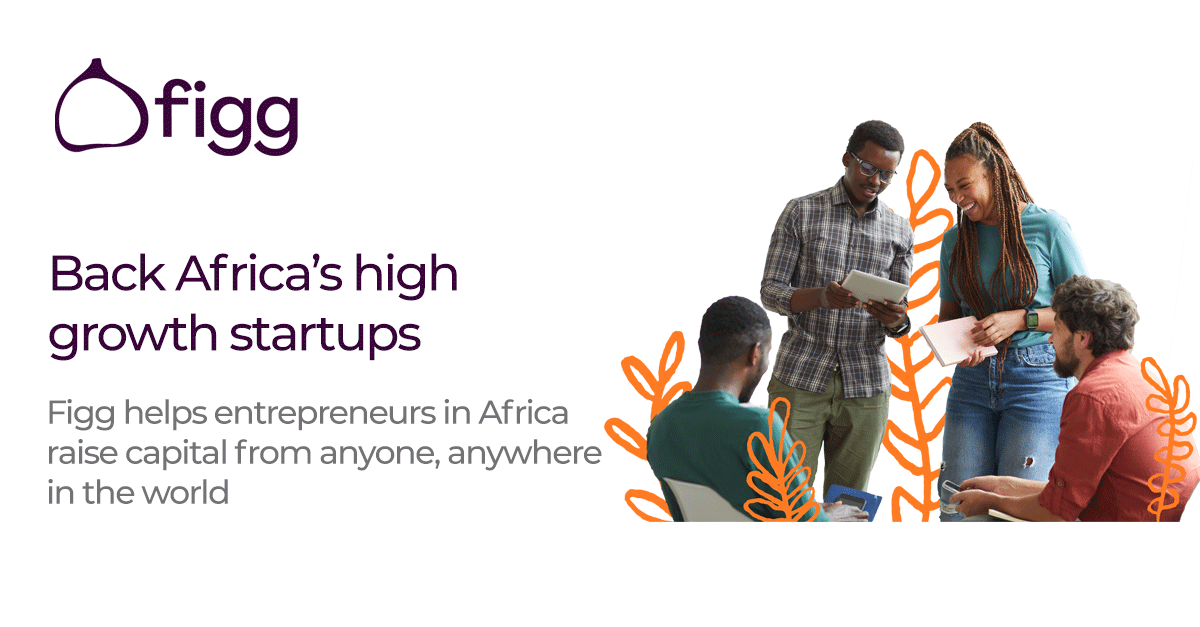 figg
Back Africa’s high
growth startups
Figg helps entrepreneurs in Africa
raise capital from anyone, anywhere
in the world